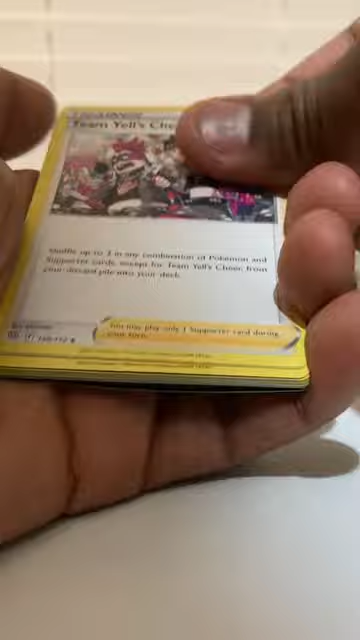 Team Yell's Chee
Shuffle up to 3 in any combination of Pokémon and
Supporter cards, except for Team Yell's Cheer, from
your discard pile into your deck.
You may play only 1 Supporter card during
your turn.